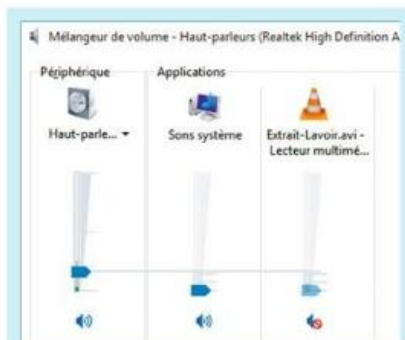 Mélangeur de volume - Haut-parleurs (Realtek High Definition A
Périphérique
Applications
Haut-parle...
Sons système
Extrait-Lavoir.avi -
Lecteur multimé...